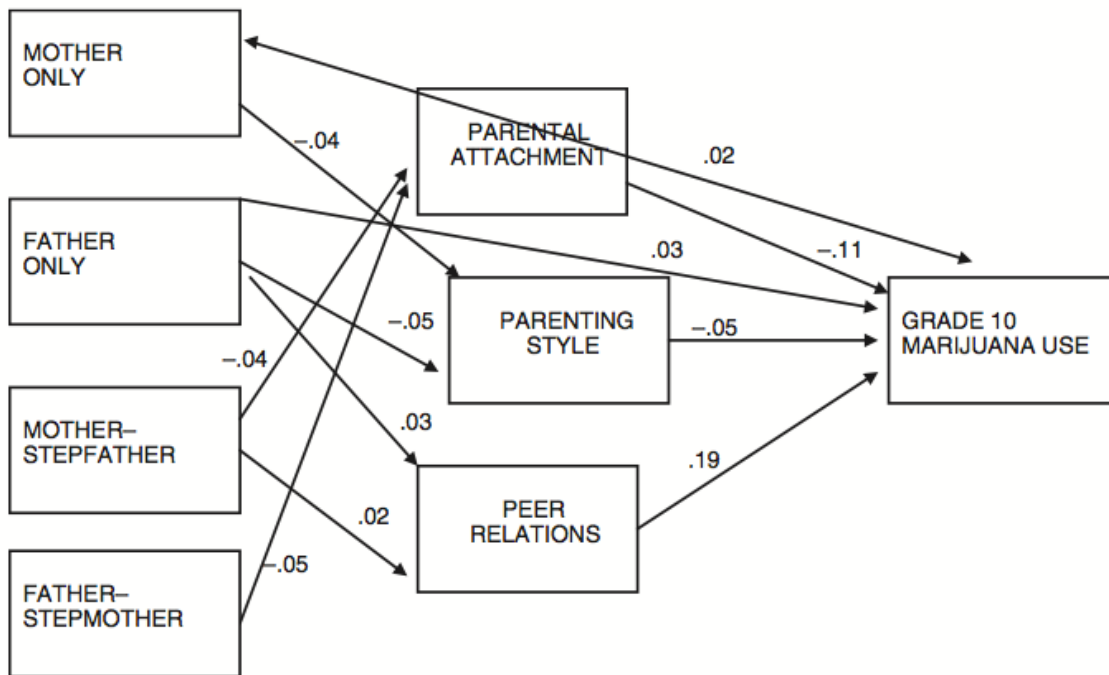 MOTHER
ONLY
PARENTAL
ATTACHMENT
–.04
.02
FATHER
ONLY
.03
–.11
–.05
PARENTING
STYLE
–.05
GRADE 10
MARIJUANA USE
–.04
MOTHER–
STEPFATHER
.03
.02
PEER
RELATIONS
.19
–.05
FATHER–
STEPMOTHER